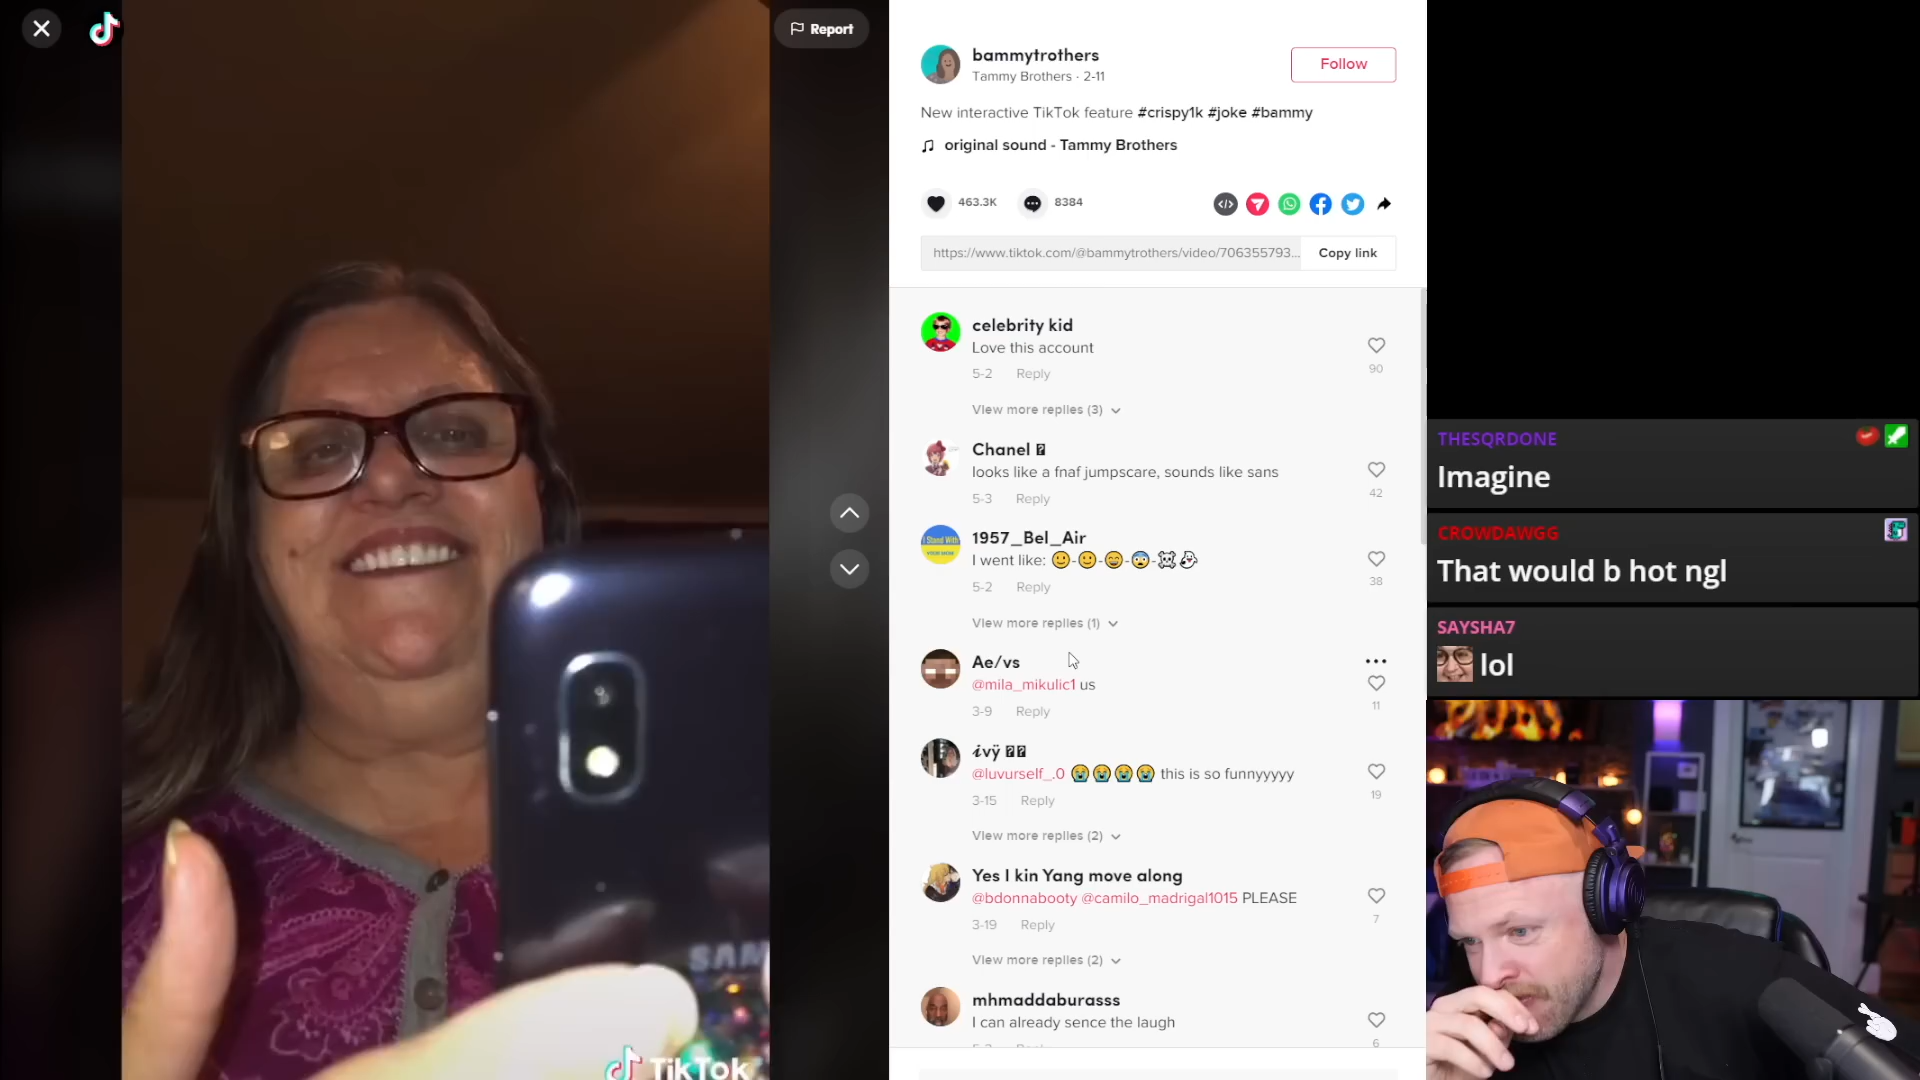 Report
bammytrothers
Tammy Brothers · 2-11
Follow
New interactive TikTok feature #crispy1k #joke #bammy
original sound - Tammy Brothers
463.3K
8384
https://www.tiktok.com/@bammytrothers/video/706355793...
Copy link
celebrity kid
Love this account
90
5-2 Reply
View more replies (3)
Chanel
looks like a fnaf jumpscare, sounds like sans
42
5-3 Reply
1957_Bel_Air
I went like: 🙂-🙂-😄-😨-☠👻
38
5-2 Reply
View more replies (1)
Ae/vs
@mila_mikulic1 us
11
3-9 Reply
ivÿ
@luvurself_.0 😭😭😭😭 this is so funnyyyyy
19
3-15 Reply
View more replies (2)
Yes I kin Yang move along
@bdonnabooty @camilo_madrigal1015 PLEASE
7
3-19 Reply
View more replies (2)
mhmaddaburasss
I can already sence the laugh
6
THESQRDONE
Imagine
CROWDAWGG
That would b hot ngl
SAYSHA7
lol
I Stand With
SAM
TikTok